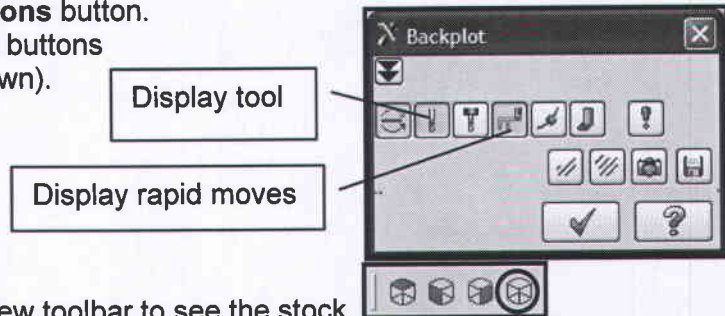 ons button.
buttons
wn).
Backplot
Display tool
Display rapid moves
ew toolbar to see the stock